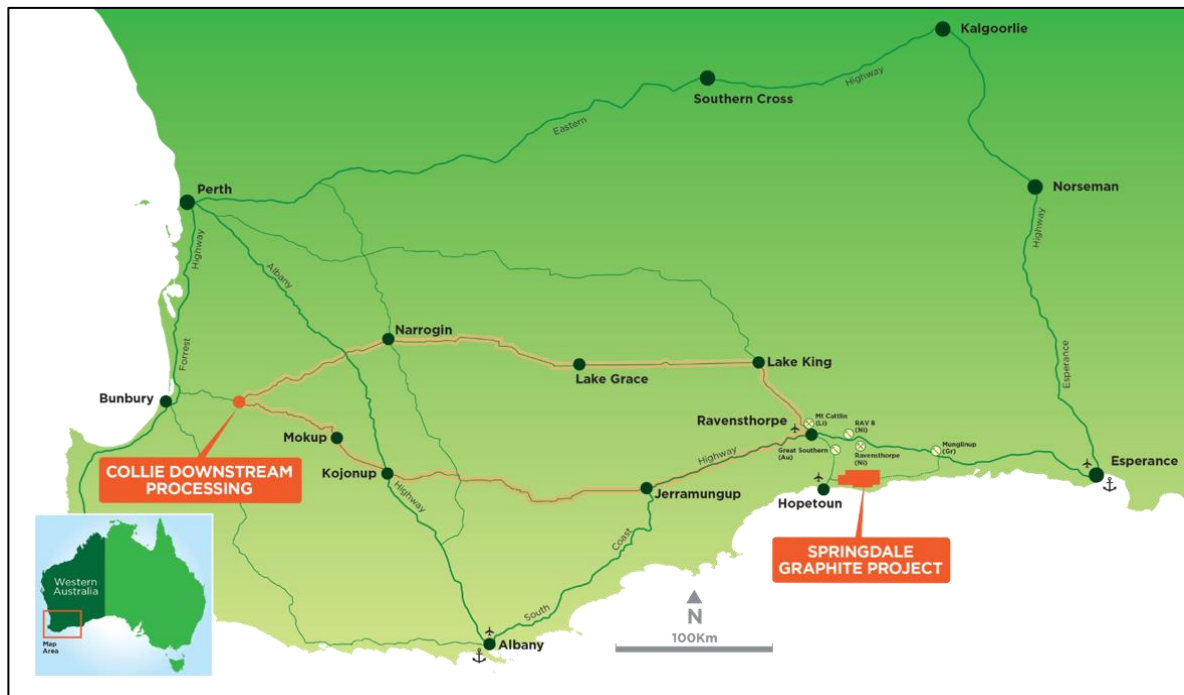 Kalgoorlie
Southern Cross
Highway
Eastern
Norseman
Perth
Highway
Albany
Highway
Forrest
Esperance
Narrogin
Lake Grace
Lake King
Bunbury
Mokup
Kojonup
Highway
Ravensthorpe
Mt Cattlin
(Li)
RAV 8
(Ni)
Great Southern
(Au)
Ravensthorpe
(Ni)
Munglinup
(Gr)
Highway
Esperance
COLLIE DOWNSTREAM
PROCESSING
Jerramungup
Hopetoun
Coast
South
SPRINGDALE
GRAPHITE PROJECT
Albany
N
100Km
Western
Australia
Map
Area